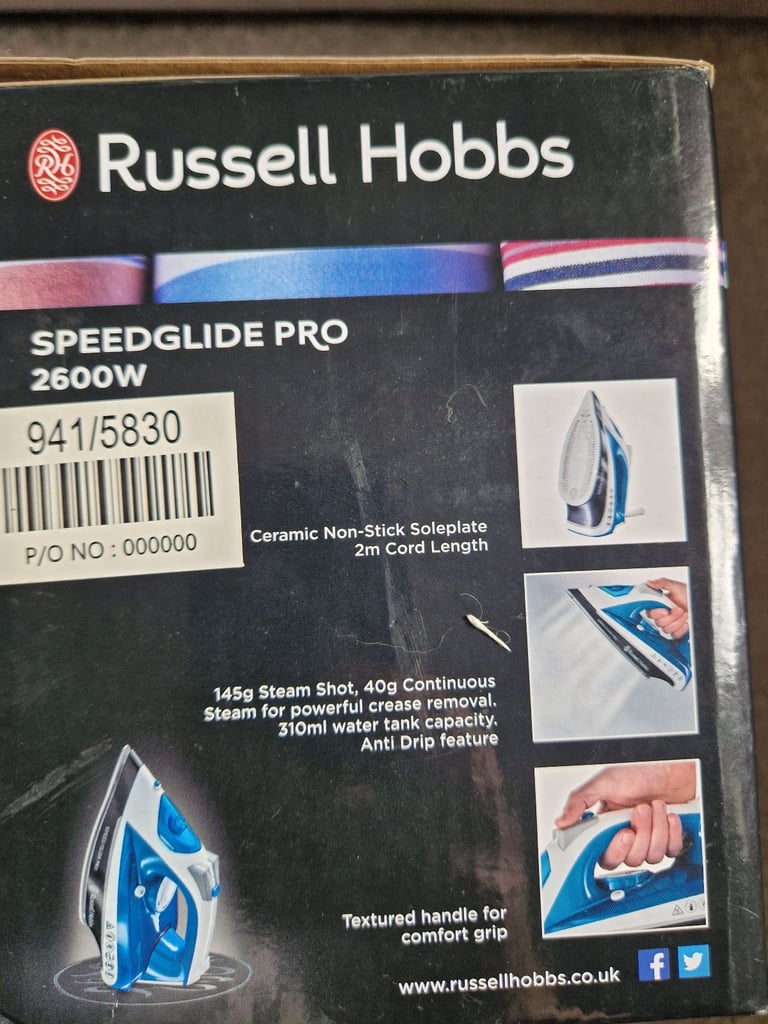 RH
Russell Hobbs
SPEEDGLIDE PRO
2600W
941/5830
P/O NO : 000000
Ceramic Non-Stick Soleplate
2m Cord Length
145g Steam Shot, 40g Continuous
Steam for powerful crease removal.
310ml water tank capacity.
Anti Drip feature
Textured handle for
comfort grip
www.russellhobbs.co.uk